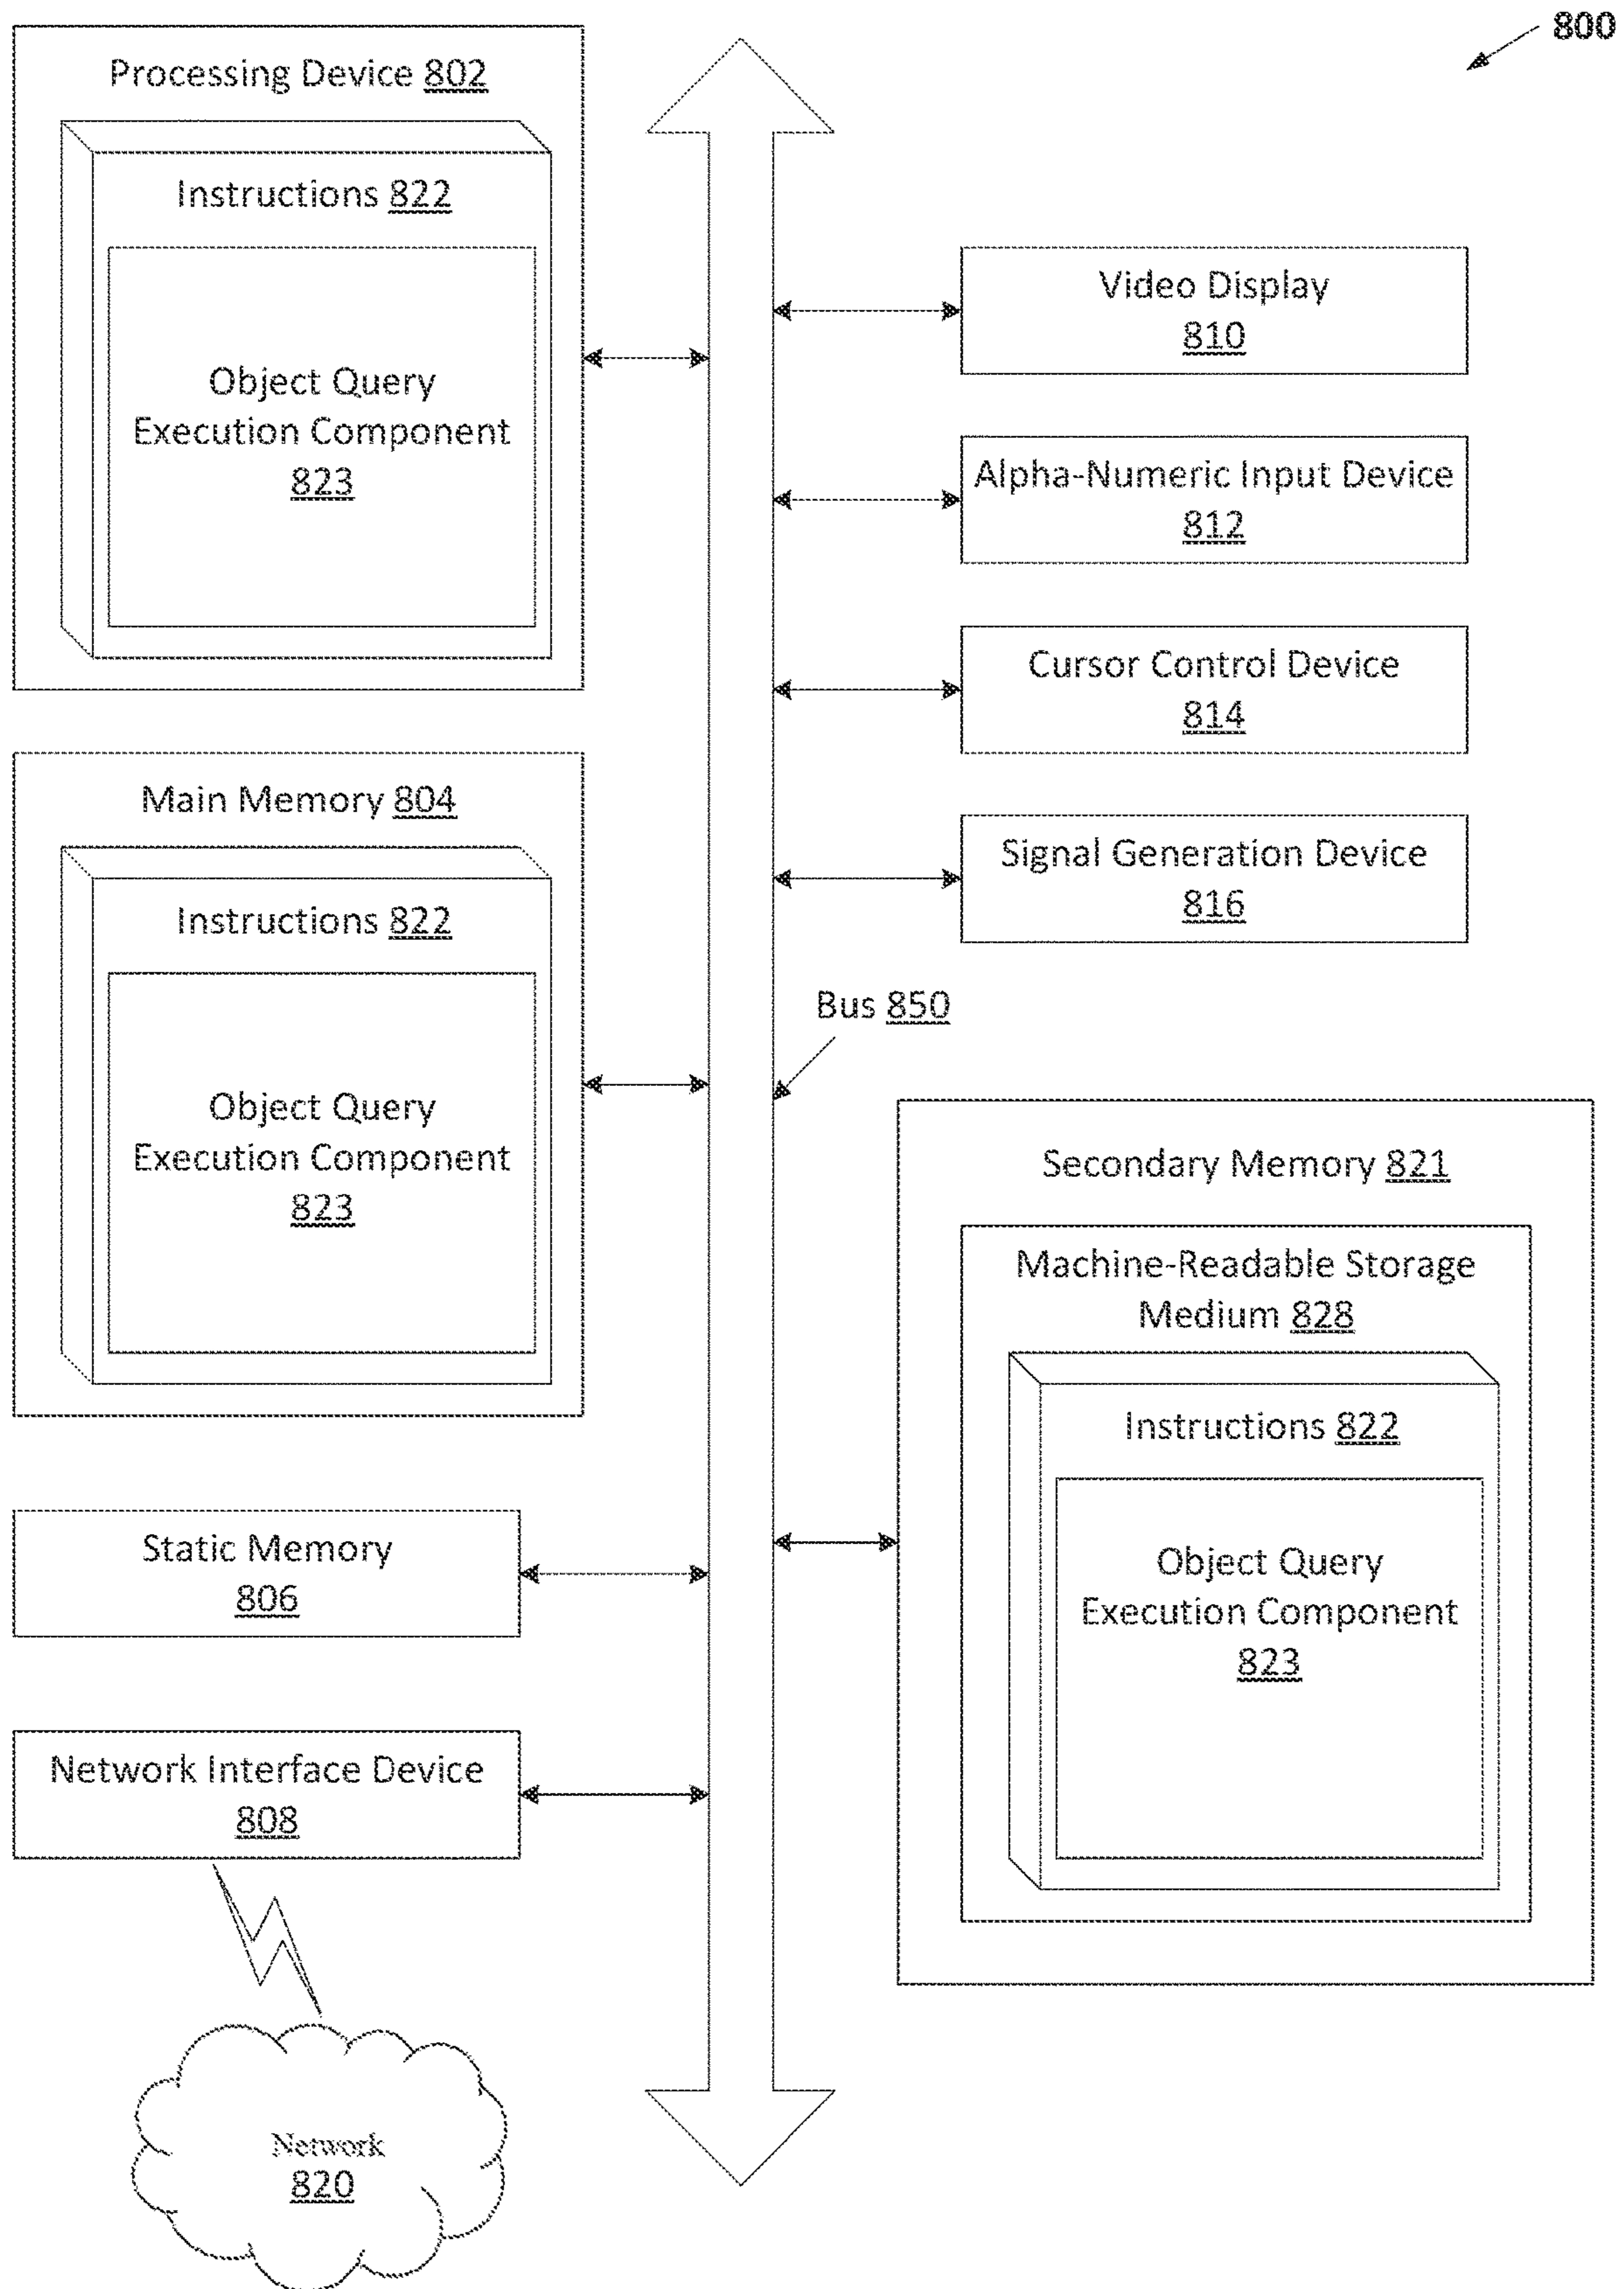 800
Processing Device 802
Instructions 822
Object Query
Execution Component
823
Main Memory 804
Instructions 822
Object Query
Execution Component
823
Static Memory
806
Network Interface Device
808
Network
820
Video Display
810
Alpha-Numeric Input Device
812
Cursor Control Device
814
Signal Generation Device
816
Bus 850
Secondary Memory 821
Machine-Readable Storage
Medium 828
Instructions 822
Object Query
Execution Component
823